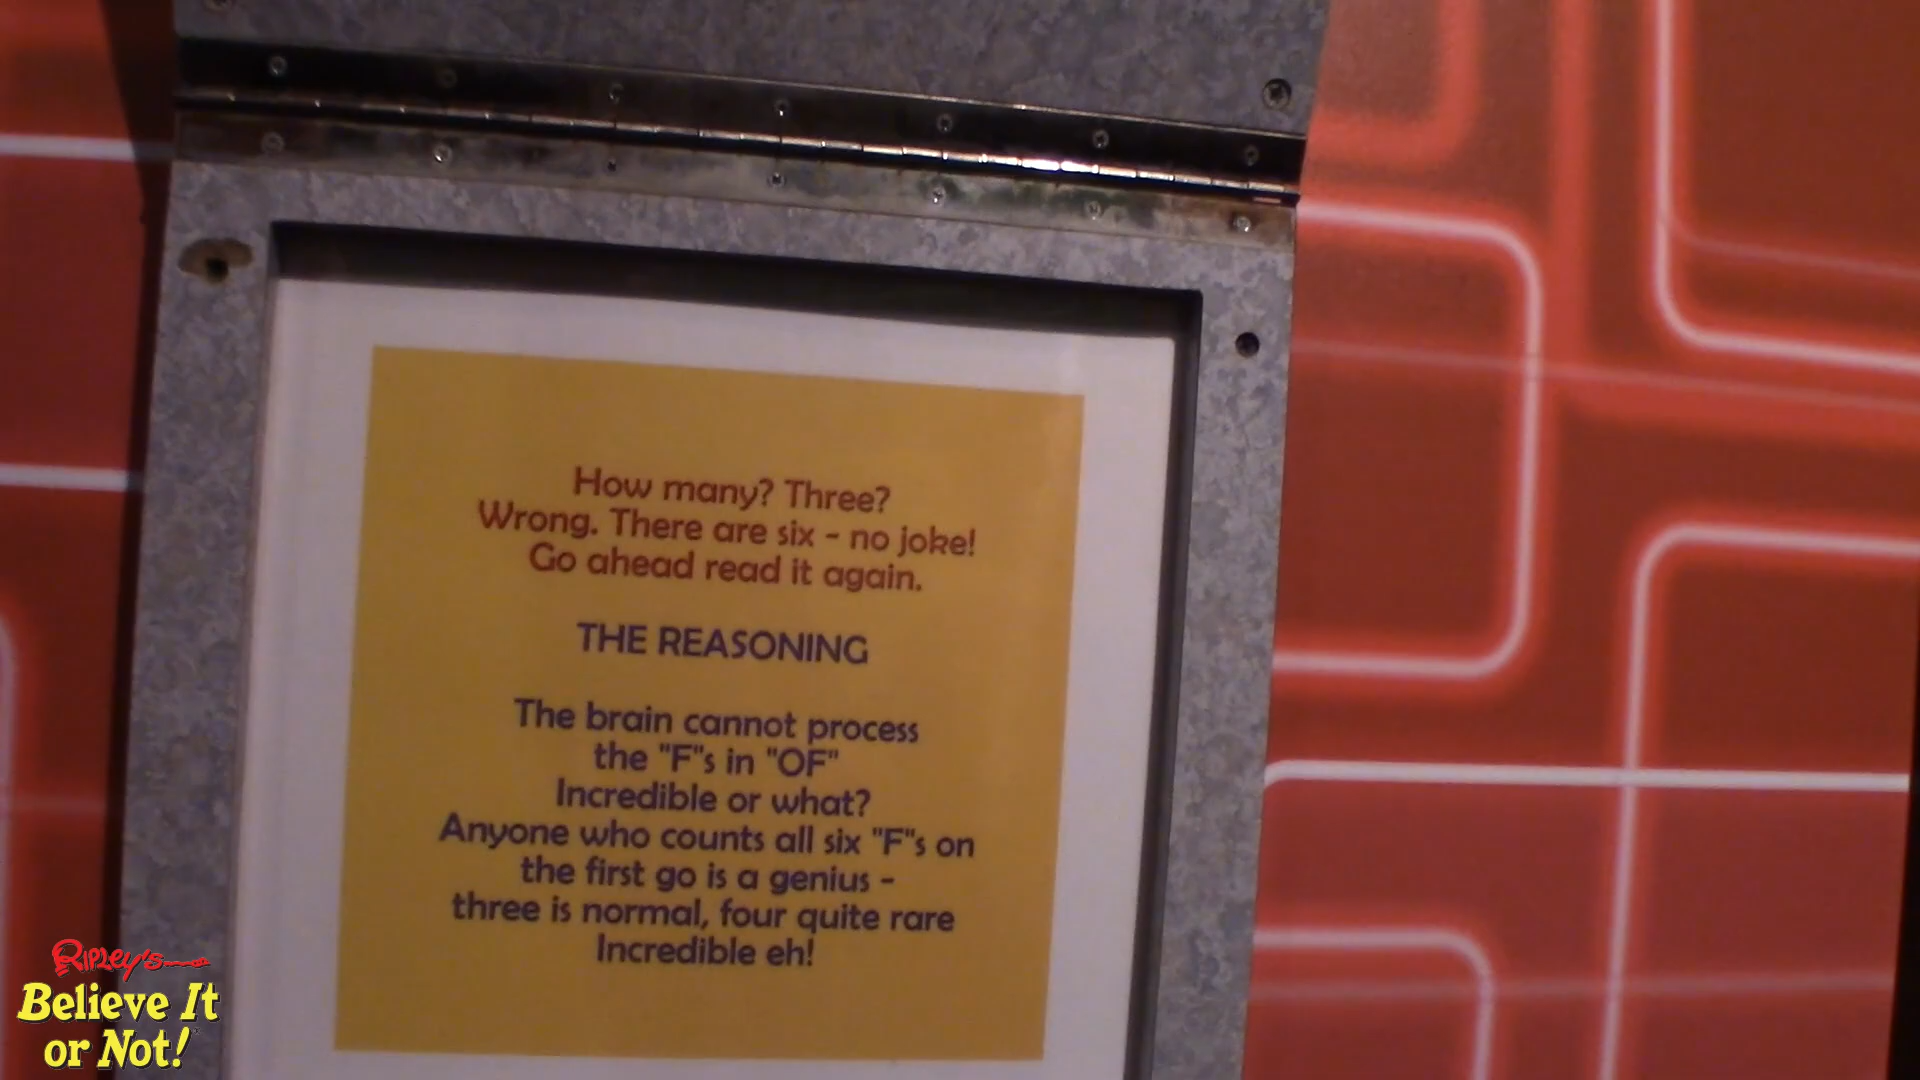 How many? Three?
Wrong. There are six - no joke!
Go ahead read it again.
THE REASONING
The brain cannot process
the "F"s in "OF"
Incredible or what?
Anyone who counts all six "F"s on
the first go is a genius -
three is normal, four quite rare
Incredible eh!
RIPLEY'S
Believe It
or Not!